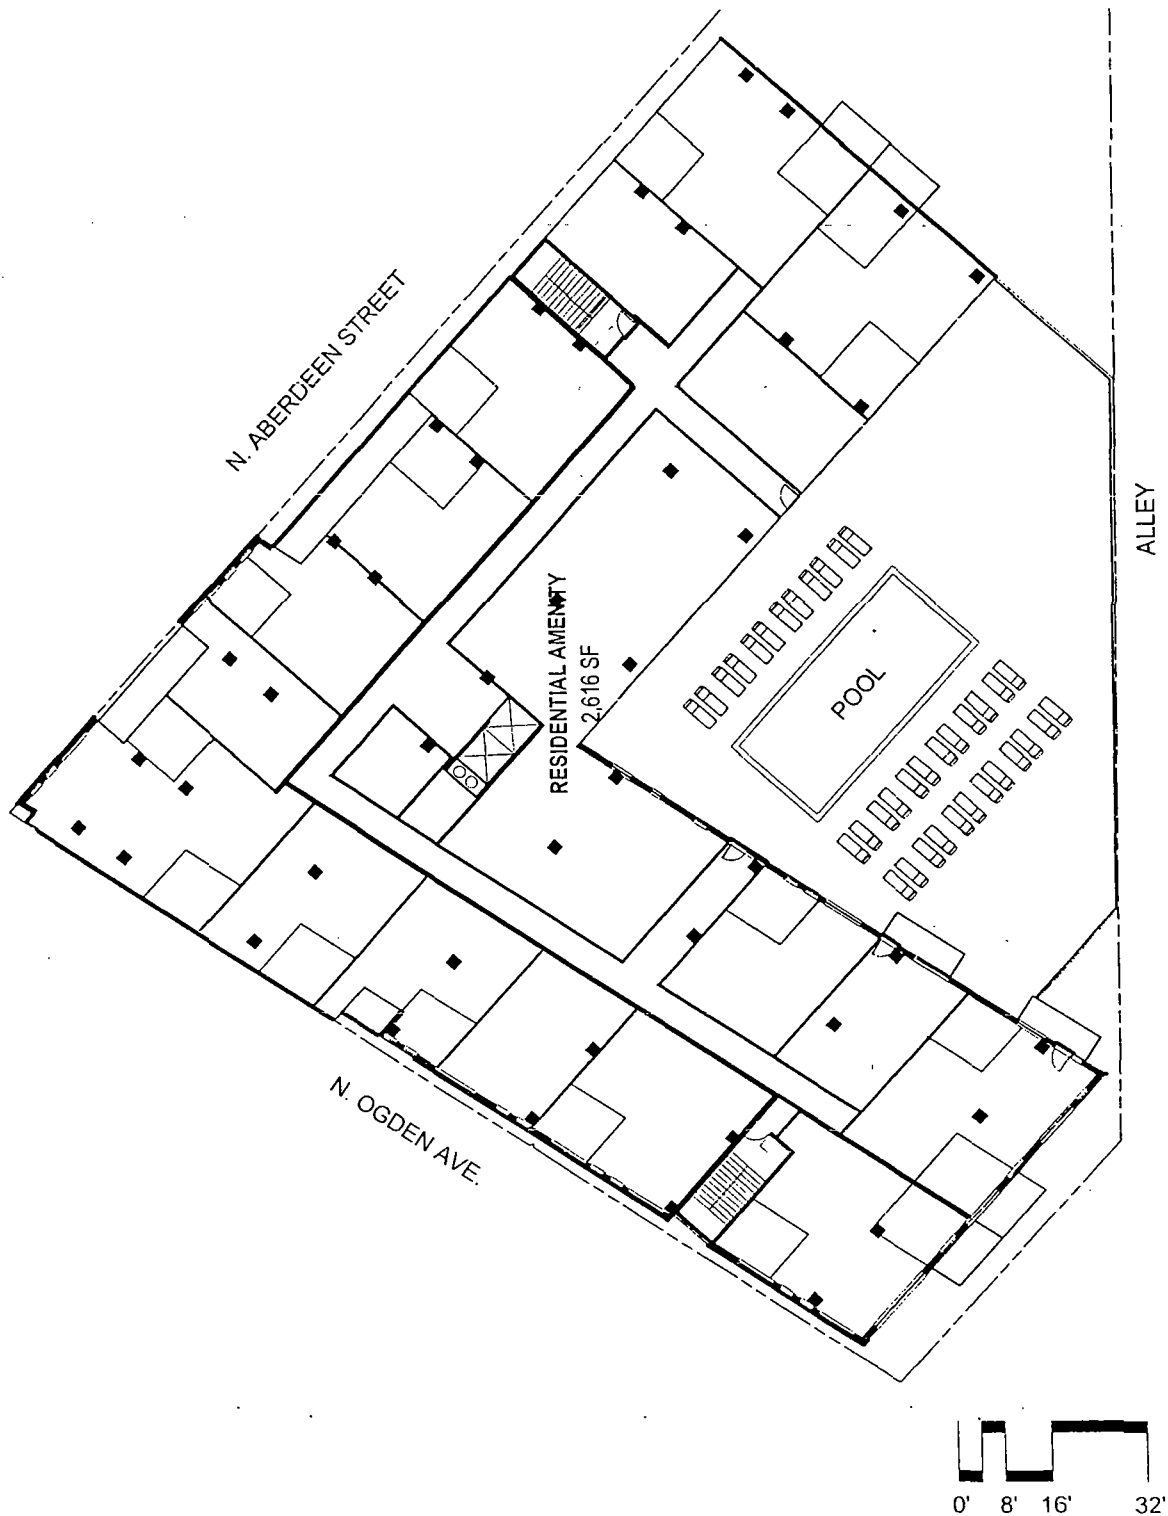 N. ABERDEEN STREET
ALLEY
RESIDENTIAL AMENITY
2,616 SF
POOL
N. OGDEN AVE.
0' 8' 16' 32'